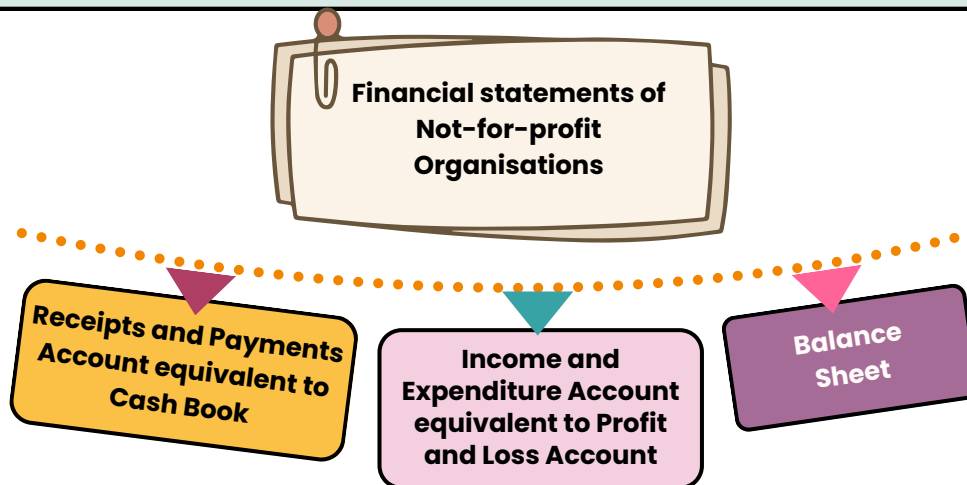 Financial statements of
Not-for-profit
Organisations
Receipts and Payments
Account equivalent to
Cash Book
Income and
Expenditure Account
equivalent to Profit
and Loss Account
Balance
Sheet